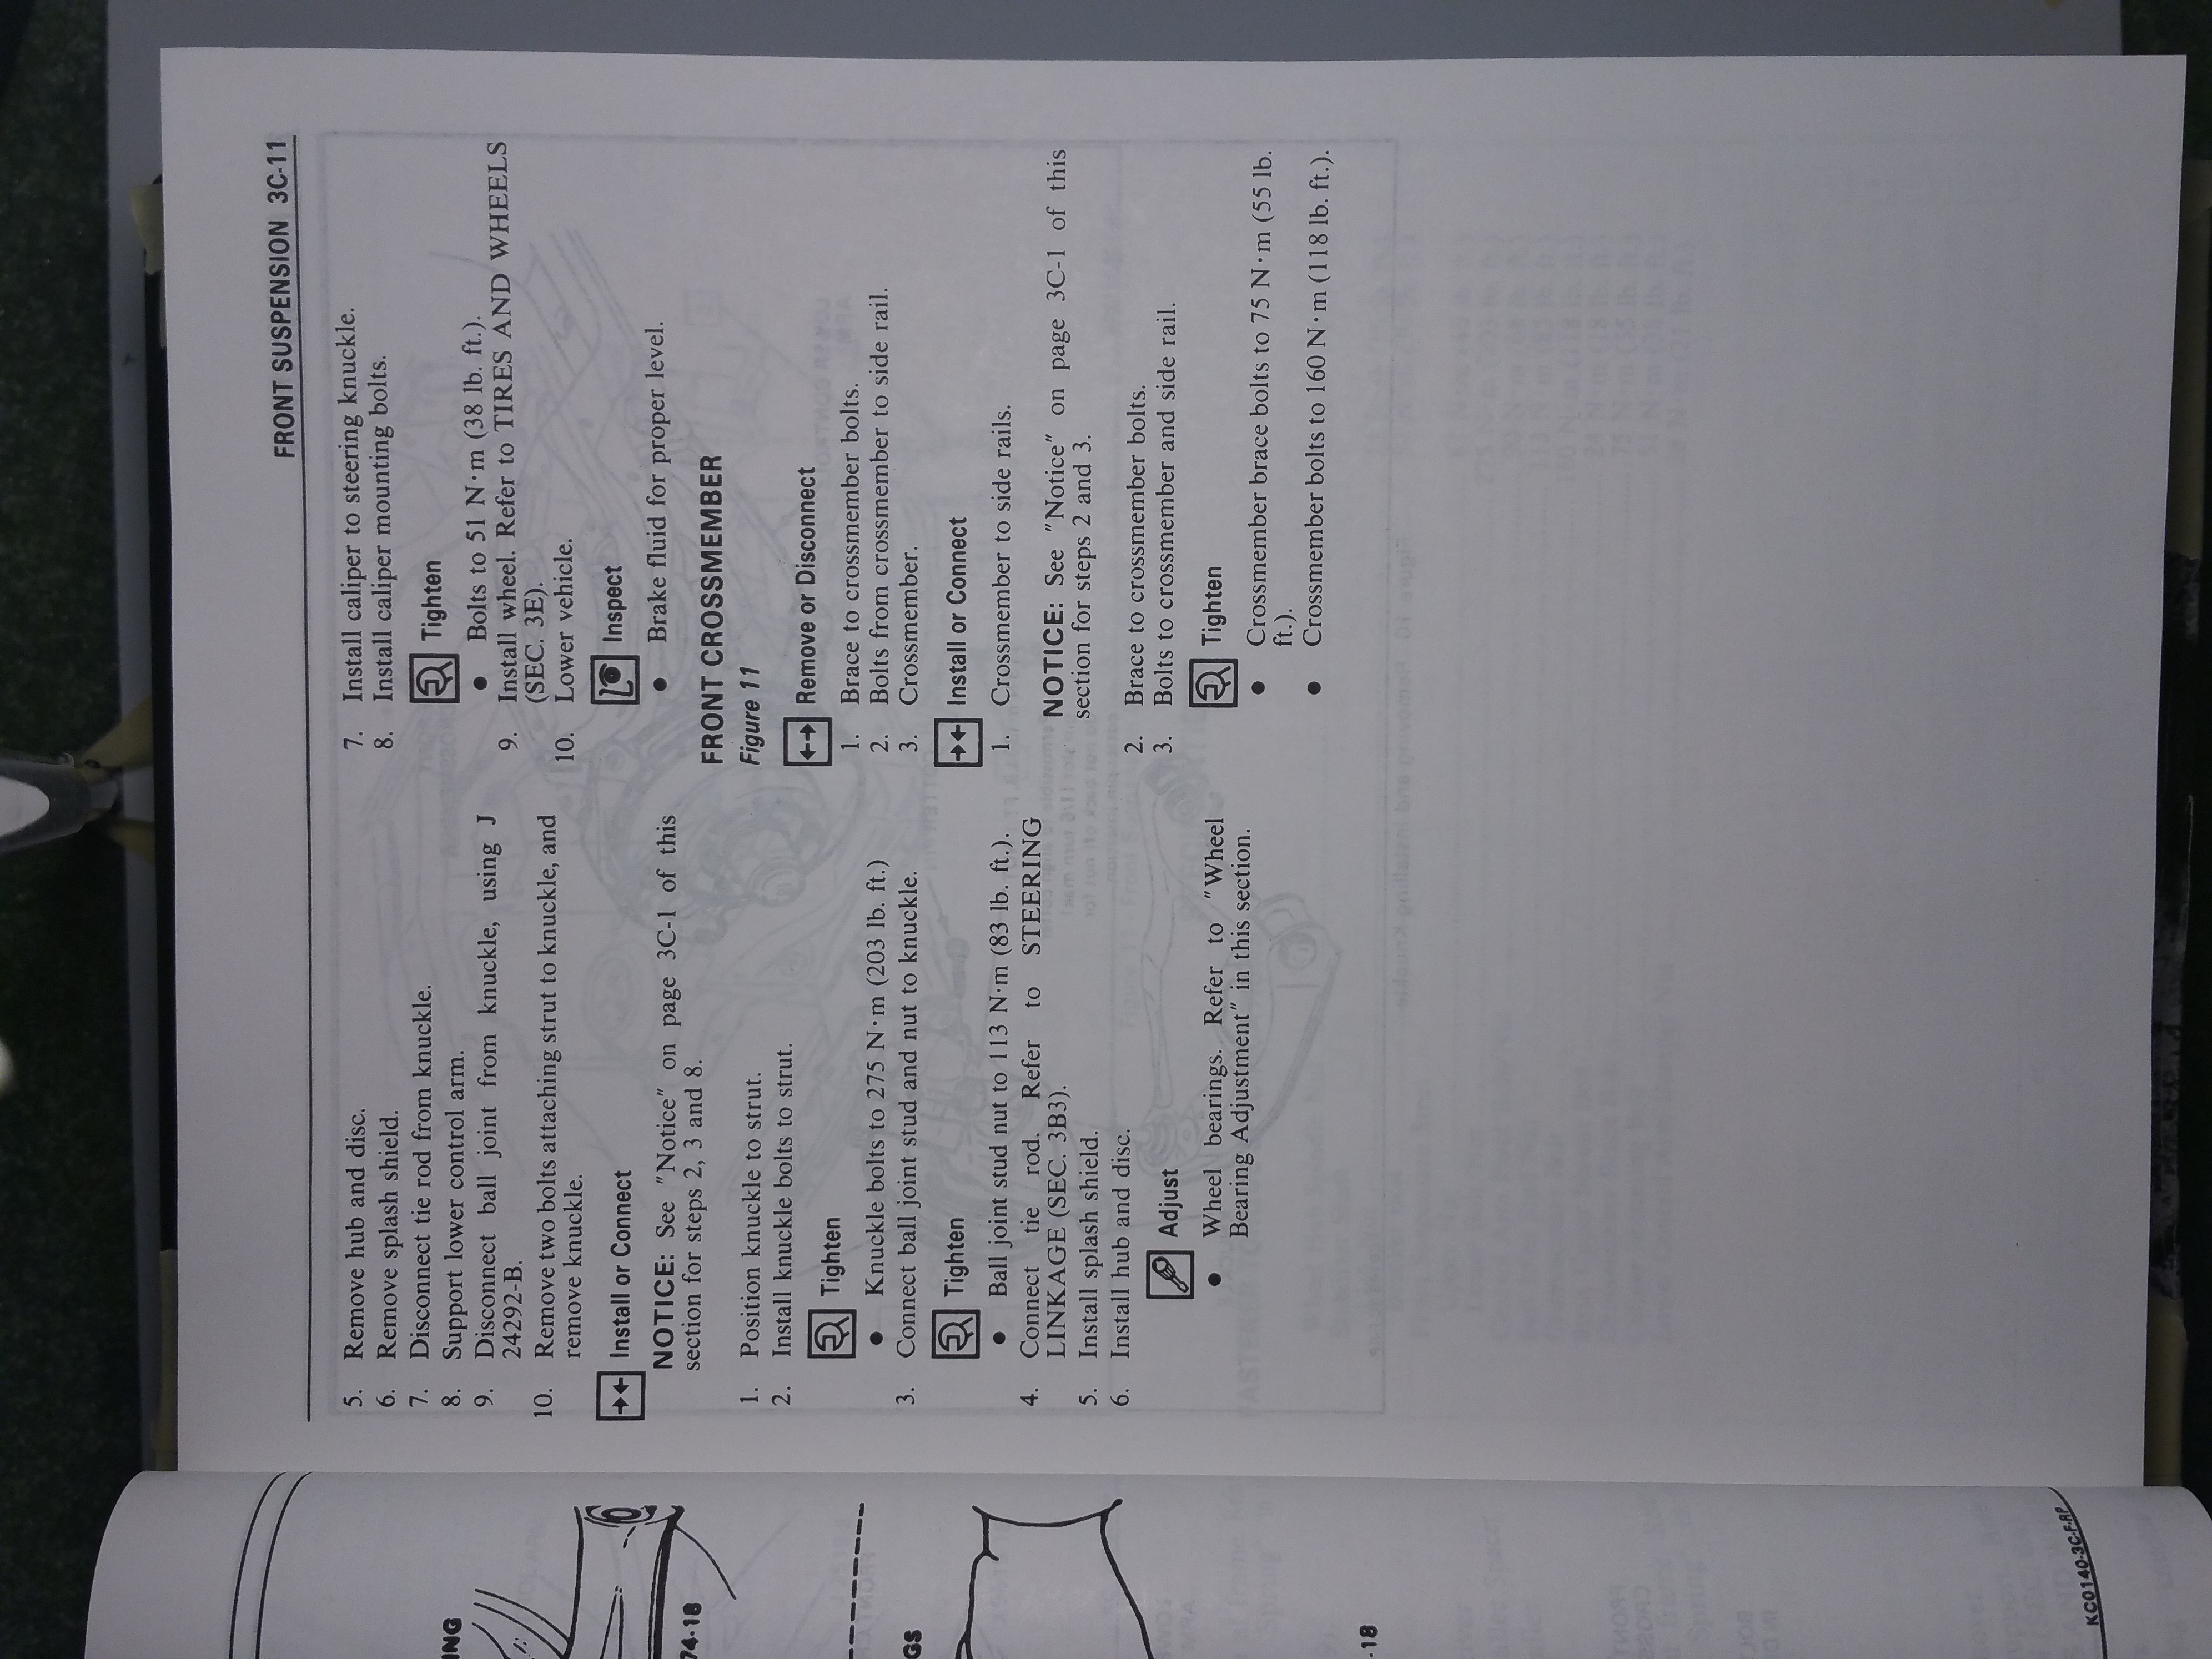 FRONT SUSPENSION 3C-11
5. Remove hub and disc.
6. Remove splash shield.
7. Disconnect tie rod from knuckle.
8. Support lower control arm.
9. Disconnect ball joint from knuckle, using J
24292-B.
10. Remove two bolts attaching strut to knuckle, and
remove knuckle.
Install or Connect
NOTICE: See "Notice" on page 3C-1 of this
section for steps 2, 3 and 8.
1. Position knuckle to strut.
2. Install knuckle bolts to strut.
Tighten
• Knuckle bolts to 275 N·m (203 lb. ft.)
3. Connect ball joint stud and nut to knuckle.
Tighten
• Ball joint stud nut to 113 N·m (83 lb. ft.).
4. Connect tie rod. Refer to STEERING
LINKAGE (SEC. 3B3).
5. Install splash shield.
6. Install hub and disc.
Adjust
• Wheel bearings. Refer to "Wheel
Bearing Adjustment" in this section.
7. Install caliper to steering knuckle.
8. Install caliper mounting bolts.
Tighten
• Bolts to 51 N·m (38 lb. ft.).
9. Install wheel. Refer to TIRES AND WHEELS
(SEC. 3E).
10. Lower vehicle.
Inspect
• Brake fluid for proper level.
FRONT CROSSMEMBER
Figure 11
Remove or Disconnect
1. Brace to crossmember bolts.
2. Bolts from crossmember to side rail.
3. Crossmember.
Install or Connect
1. Crossmember to side rails.
NOTICE: See "Notice" on page 3C-1 of this
section for steps 2 and 3.
2. Brace to crossmember bolts.
3. Bolts to crossmember and side rail.
Tighten
• Crossmember brace bolts to 75 N·m (55 lb.
ft.).
• Crossmember bolts to 160 N·m (118 lb. ft.).
ING
74-18
GS
-18
KC0140-3C-F-RP